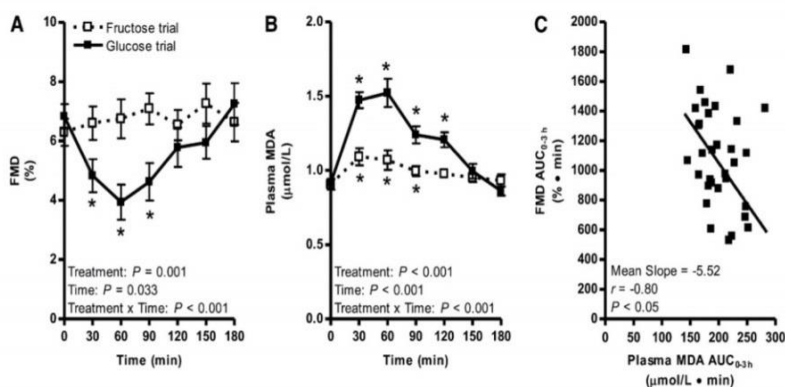 A
Fructose trial
Glucose trial
10
8
6
4
2
0
FMD
(%)
*
*
*
Treatment: P = 0.001
Time: P = 0.033
Treatment x Time: P < 0.001
0 30 60 90 120 150 180
Time (min)
B
2.0
1.5
1.0
0.5
Plasma MDA
(μmol/L)
*
*
*
*
*
*
*
Treatment: P < 0.001
Time: P < 0.001
Treatment x Time: P < 0.001
0 30 60 90 120 150 180
Time (min)
C
2000
1800
1600
1400
1200
1000
800
600
400
200
0
FMD AUC0-3 h
(% • min)
Mean Slope = -5.52
r = -0.80
P < 0.05
0 50 100 150 200 250 300
Plasma MDA AUC0-3 h
(μmol/L • min)